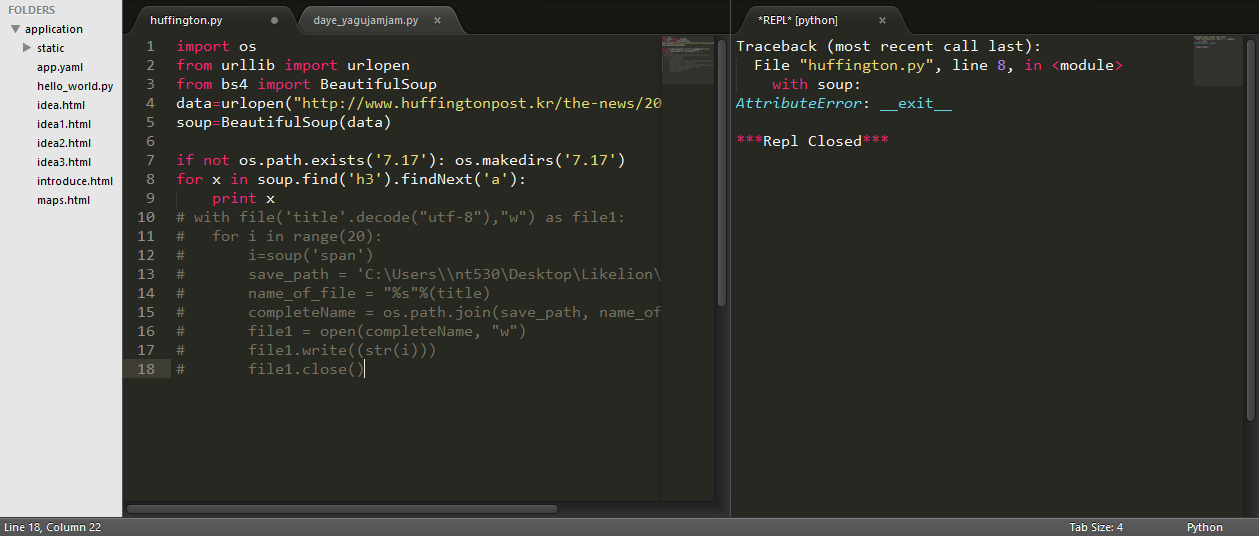 FOLDERS
application
static
app.yaml
hello_world.py
idea.html
idea1.html
idea2.html
idea3.html
introduce.html
maps.html
huffington.py
daye_yagujamjam.py ×
1 import os
2 from urllib import urlopen
3 from bs4 import BeautifulSoup
4 data=urlopen("http://www.huffingtonpost.kr/the-news/20
5 soup=BeautifulSoup(data)
6
7 if not os.path.exists('7.17'): os.makedirs('7.17')
8 for x in soup.find('h3').findNext('a'):
9     print x
10 # with file('title'.decode("utf-8"),"w") as file1:
11 #   for i in range(20):
12 #       i=soup('span')
13 #       save_path = 'C:\Users\\nt530\Desktop\Likelion\
14 #       name_of_file = "%s"%(title)
15 #       completeName = os.path.join(save_path, name_of
16 #       file1 = open(completeName, "w")
17 #       file1.write((str(i)))
18 #       file1.close()
*REPL* [python] ×
Traceback (most recent call last):
  File "huffington.py", line 8, in <module>
    with soup:
AttributeError: __exit__
***Repl Closed***
Line 18, Column 22
Tab Size: 4
Python